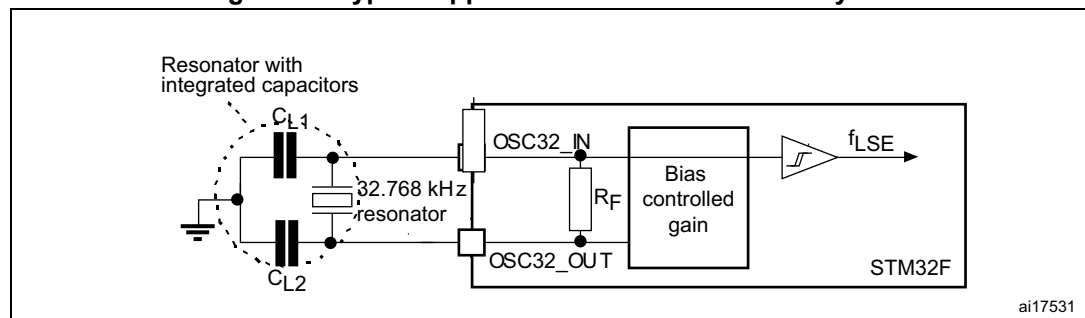 Resonator with
integrated capacitors
CL1
OSC32_IN
fLSE
32.768 kHz
resonator
RF
Bias
controlled
gain
OSC32_OUT
STM32F
CL2
ai17531